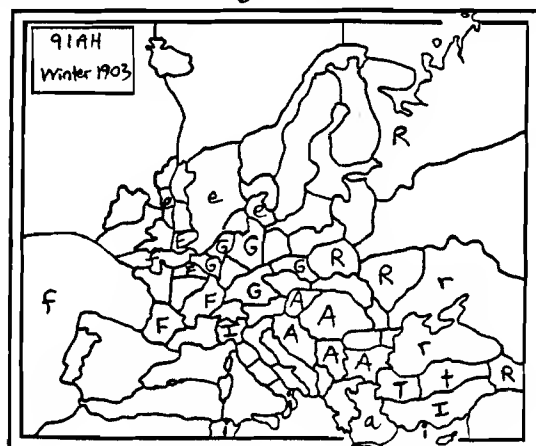 91AH
Winter 1903
R
e e e
E G G
E G G R
R r
f F G A A
F A r
I A A
T t R
I
a
i i